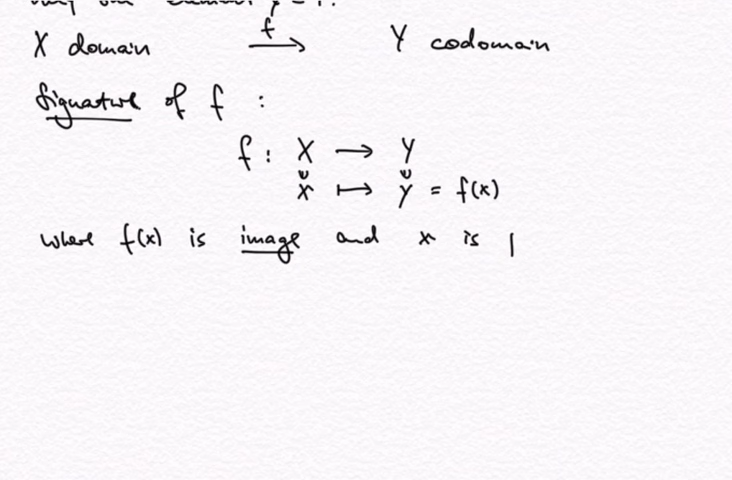 X domain f⟶ Y codomain
Signature of f :
f : X ⟶ Y
x ↦ y = f(x)
where f(x) is image and x is